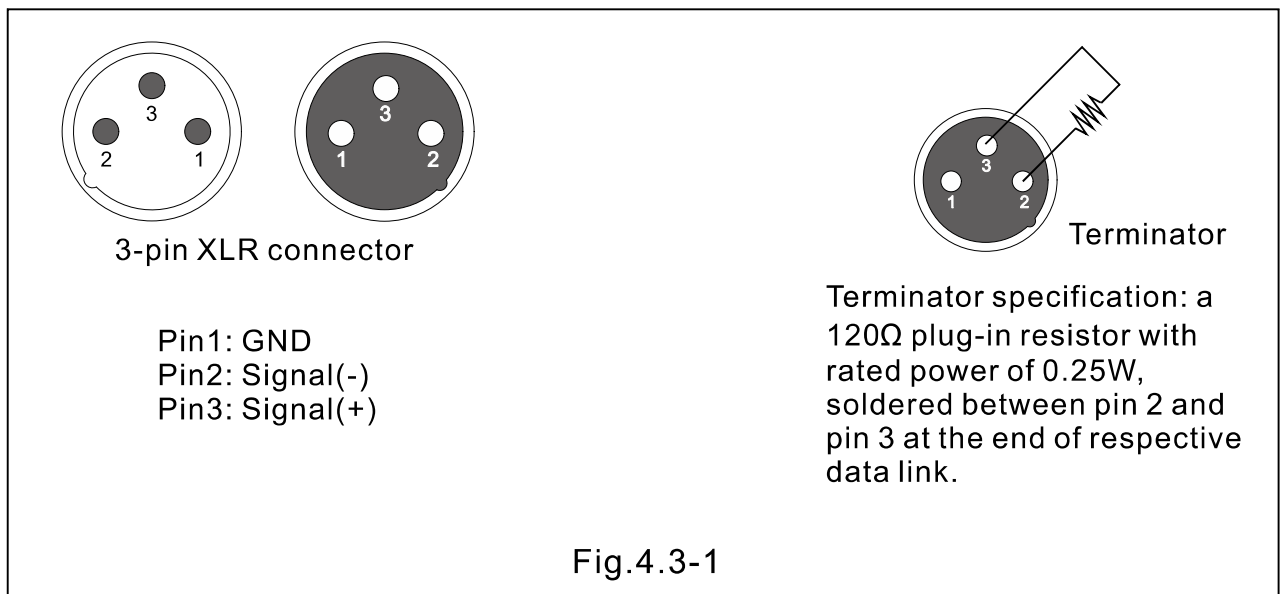 3
2 1
3
1 2
3-pin XLR connector
Pin1: GND
Pin2: Signal(-)
Pin3: Signal(+)
3
1 2
Terminator
Terminator specification: a
120Ω plug-in resistor with
rated power of 0.25W,
soldered between pin 2 and
pin 3 at the end of respective
data link.
Fig.4.3-1